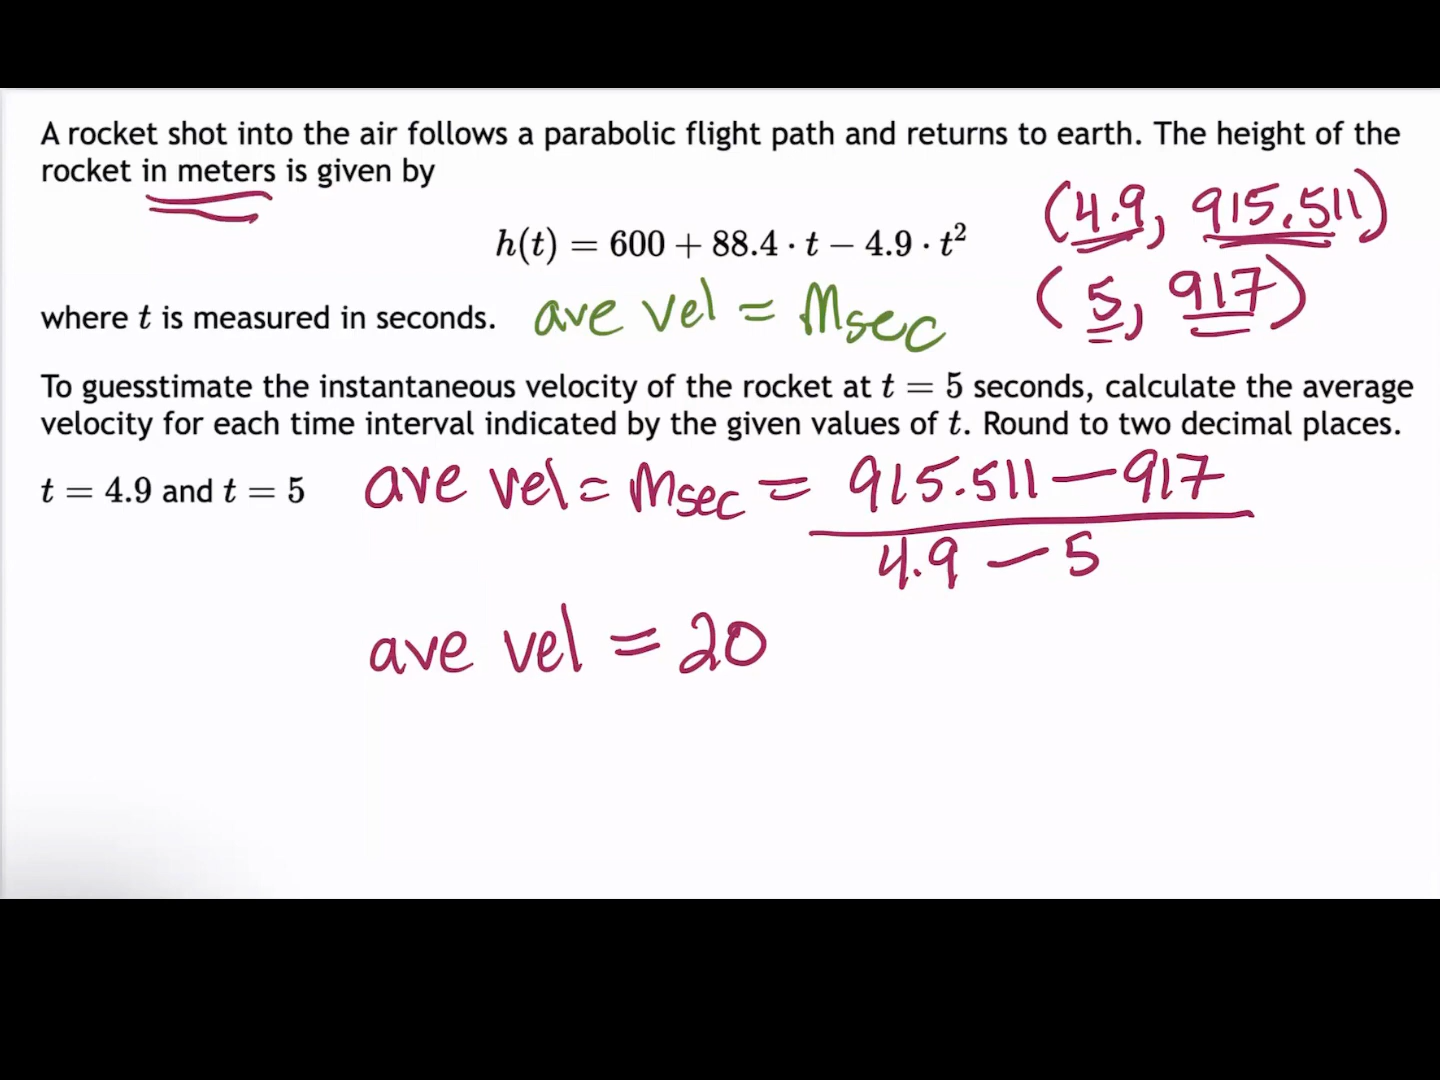 A rocket shot into the air follows a parabolic flight path and returns to earth. The height of the
rocket in meters is given by
(4.9, 915.511)
h(t) = 600 + 88.4 · t − 4.9 · t²
(5, 917)
where t is measured in seconds.
ave vel = Msec
To guesstimate the instantaneous velocity of the rocket at t = 5 seconds, calculate the average
velocity for each time interval indicated by the given values of t. Round to two decimal places.
t = 4.9 and t = 5
ave vel = Msec = 915.511 − 917
4.9 − 5
ave vel = 20